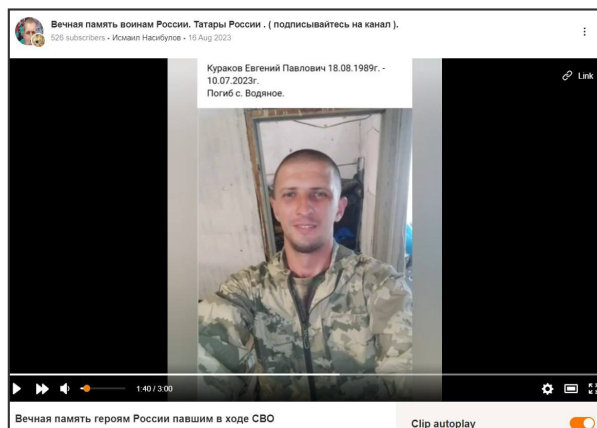 Вечная память воинам России. Татары России . ( подписывайтесь на канал ).
526 subscribers • Исмаил Насибулов • 16 Aug 2023
Кураков Евгений Павлович 18.08.1989г. -
10.07.2023г.
Погиб с. Водяное.
Link
1:40 / 3:00
Вечная память героям России павшим в ходе СВО
Clip autoplay